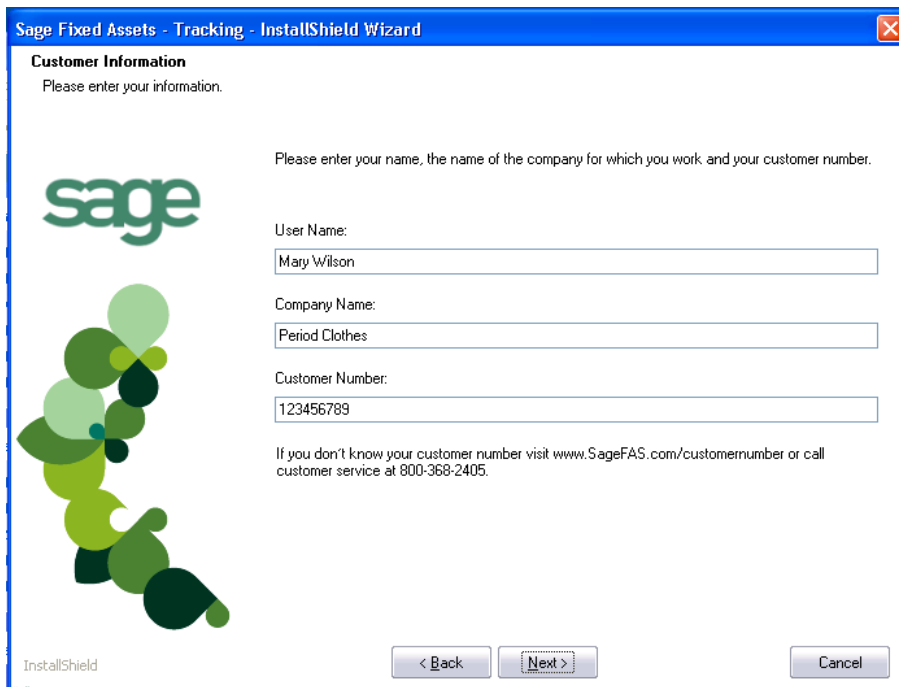 Sage Fixed Assets - Tracking - InstallShield Wizard
Customer Information
Please enter your information.
Please enter your name, the name of the company for which you work and your customer number.
sage
User Name:
Mary Wilson
Company Name:
Period Clothes
Customer Number:
123456789
If you don't know your customer number visit www.SageFAS.com/customernumber or call
customer service at 800-368-2405.
InstallShield
< Back
Next >
Cancel